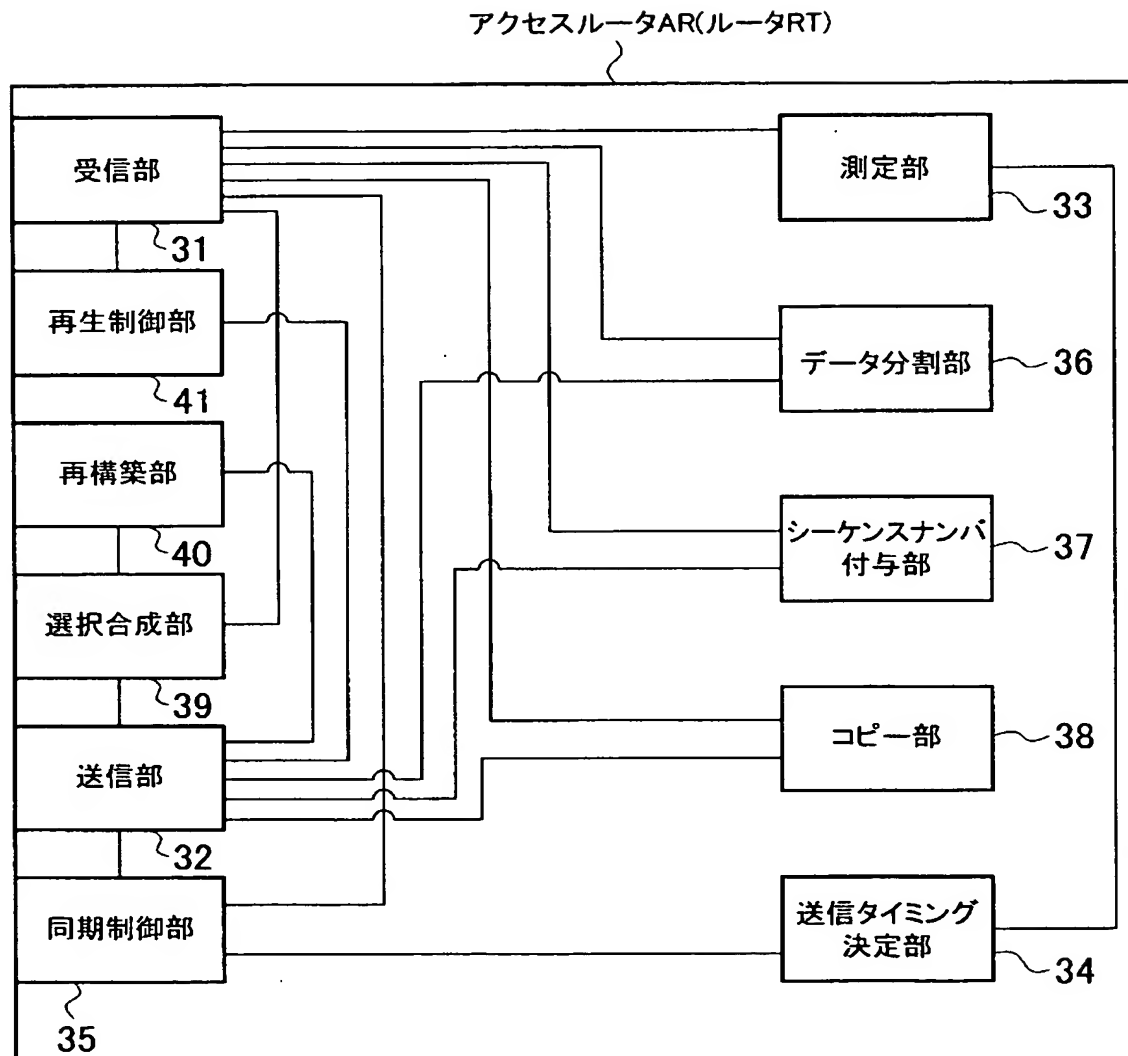 アクセスルータAR(ルータRT)
受信部
31
再生制御部
41
再構築部
40
選択合成部
39
送信部
32
同期制御部
35
測定部
33
データ分割部
36
シーケンスナンバ
付与部
37
コピー部
38
送信タイミング
決定部
34